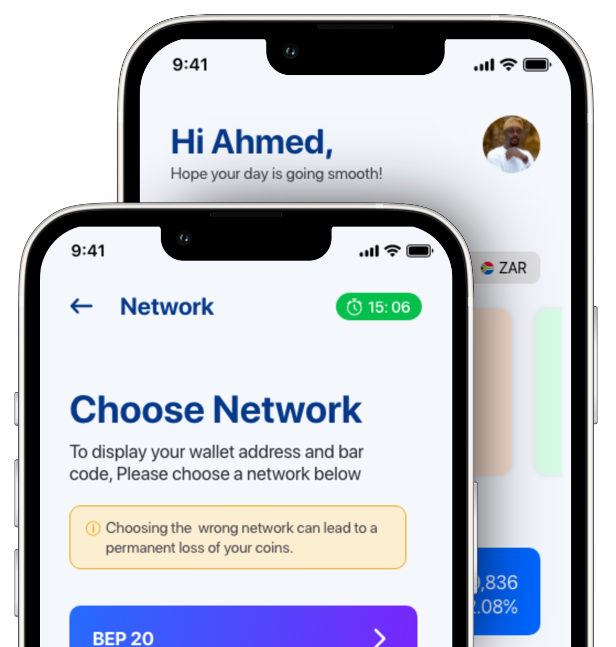 9:41
Hi Ahmed,
Hope your day is going smooth!
ZAR
,836
.08%
9:41
Network
15: 06
Choose Network
To display your wallet address and bar
code, Please choose a network below
Choosing the wrong network can lead to a
permanent loss of your coins.
BEP 20